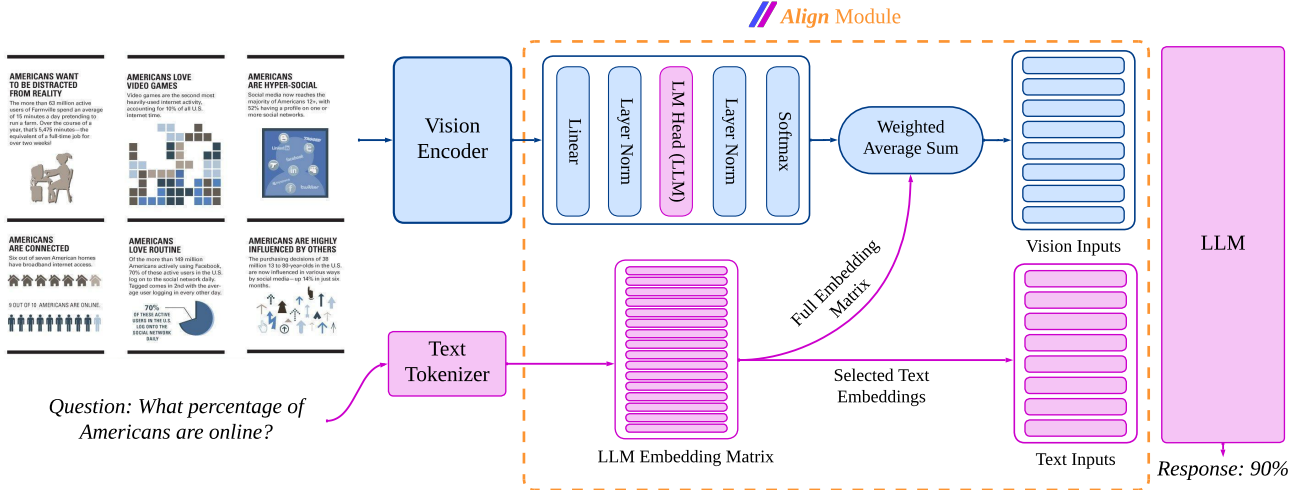 Align Module
AMERICANS WANT
TO BE DISTRACTED
FROM REALITY
The more than 63 million active
users of Farmville spend an average
of 15 minutes a day pretending to
run a farm. Over the course of a
year, that's 5,475 minutes—the
equivalent of a full-time job for
over two weeks!
AMERICANS LOVE
VIDEO GAMES
Video games are the second most
heavily-used internet activity,
accounting for 10% of all U.S.
internet time.
AMERICANS
ARE HYPER-SOCIAL
Social media now reaches the
majority of Americans 12+, with
52% having a profile on one or
more social networks.
AMERICANS
ARE CONNECTED
Six out of seven American homes
have broadband internet access.
9 OUT OF 10 AMERICANS ARE ONLINE.
AMERICANS
LOVE ROUTINE
Of the more than 149 million
Americans actively using Facebook,
70% of these active users in the U.S.
log on to the social network daily.
Tagged comes in 2nd with the aver-
age user logging in every other day.
70%
OF THESE ACTIVE
USERS IN THE U.S.
LOG ONTO THE
SOCIAL NETWORK
DAILY
AMERICANS ARE HIGHLY
INFLUENCED BY OTHERS
The purchasing decisions of 38
million 13 to 80-year-olds in the U.S.
are now influenced in various ways
by social media—up 14% in just six
months.
Question: What percentage of
Americans are online?
Vision
Encoder
Text
Tokenizer
Linear
Layer Norm
LM Head (LLM)
Layer Norm
Softmax
Weighted
Average Sum
Full Embedding
Matrix
LLM Embedding Matrix
Selected Text
Embeddings
Vision Inputs
Text Inputs
LLM
Response: 90%